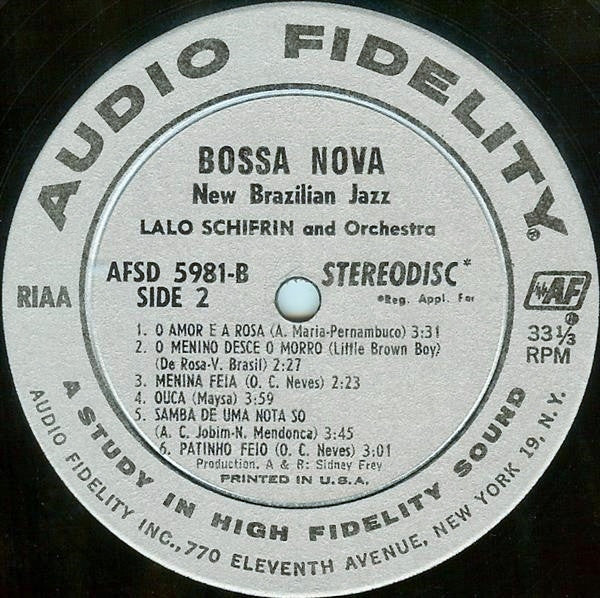 AUDIO FIDELITY®
BOSSA NOVA
New Brazilian Jazz
LALO SCHIFRIN and Orchestra
AFSD 5981-B
STEREODISC*
*Reg. Appl. For
RIAA
SIDE 2
AF®
33⅓
RPM
1. O AMOR E A ROSA (A. Maria-Pernambuco) 3:31
2. O MENINO DESCE O MORRO (Little Brown Boy)
(De Rosa-V. Brasil) 2:27
3. MENINA FEIA (O. C. Neves) 2:23
4. OUCA (Maysa) 3:59
5. SAMBA DE UMA NOTA SO
(A. C. Jobim-N. Mendonca) 3:45
6. PATINHO FEIO (O. C. Neves) 3:01
Production. A & R: Sidney Frey
PRINTED IN U.S.A.
A STUDY IN HIGH FIDELITY SOUND
AUDIO FIDELITY INC., 770 ELEVENTH AVENUE, NEW YORK 19, N.Y.